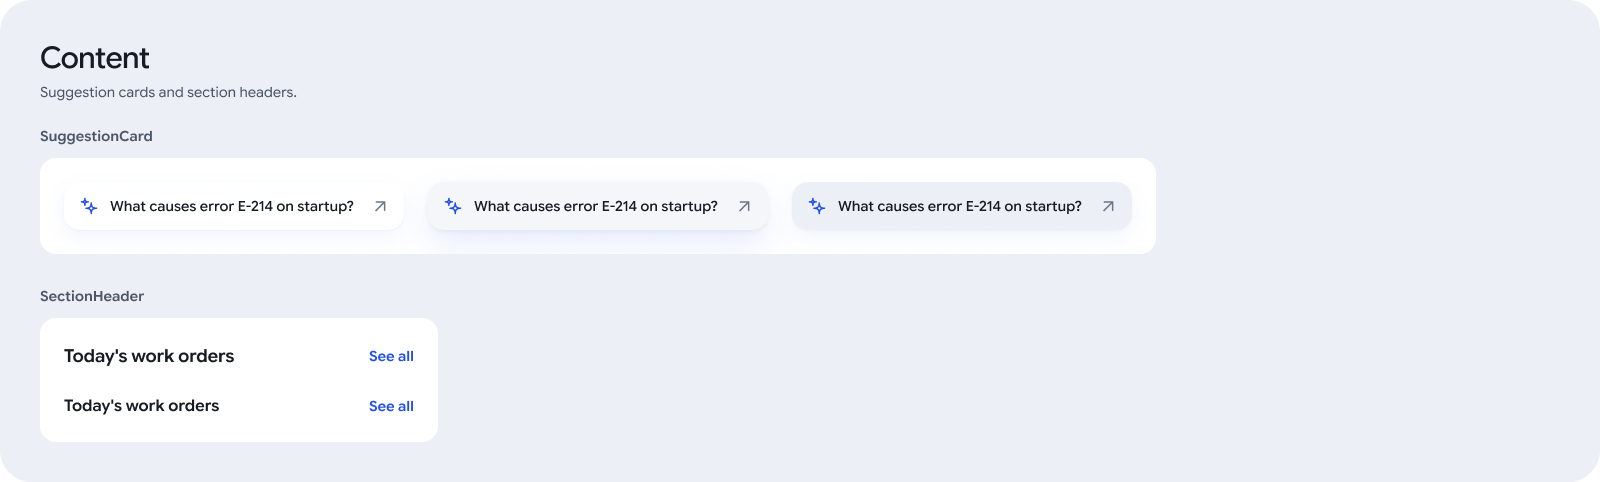 Content
Suggestion cards and section headers.
SuggestionCard
What causes error E-214 on startup?
What causes error E-214 on startup?
What causes error E-214 on startup?
SectionHeader
Today's work orders See all
Today's work orders See all